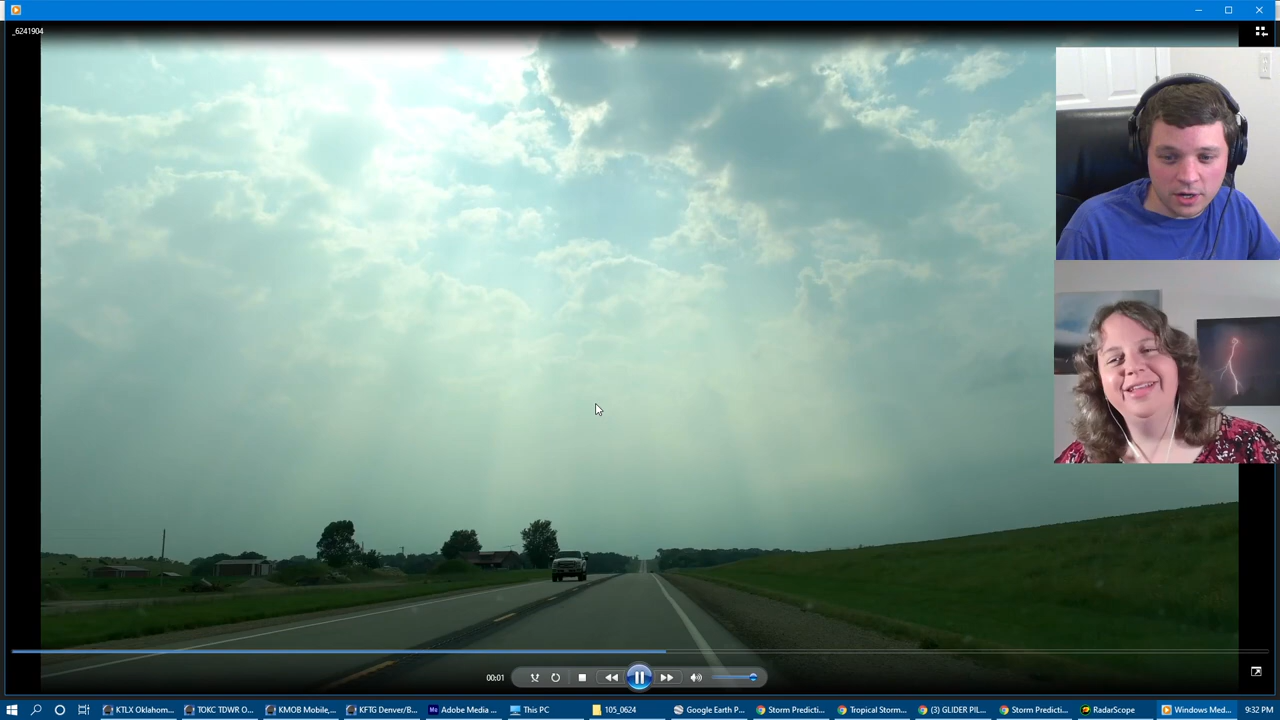 _6241904
00:01
KTLX Oklahom...
TOKC TDWR O...
KMOB Mobile,...
KFTG Denver/B...
Adobe Media ...
This PC
105_0624
Google Earth P...
Storm Predicti...
Tropical Storm...
(3) GLIDER PIL...
Storm Predicti...
RadarScope
Windows Med...
9:32 PM